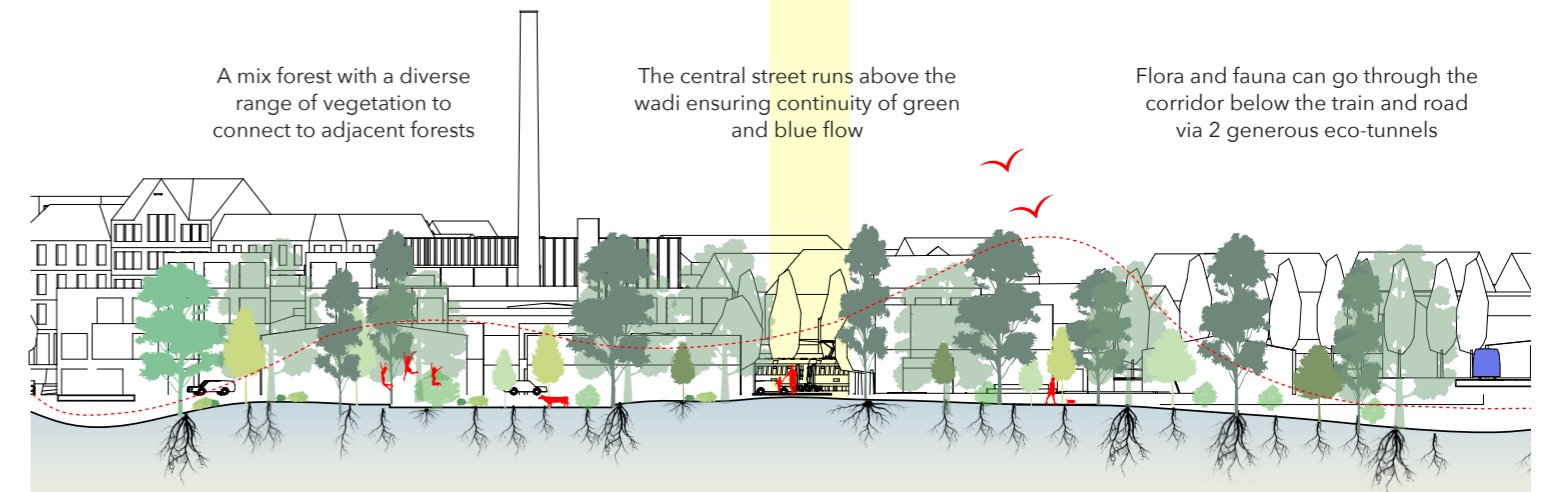 A mix forest with a diverse
range of vegetation to
connect to adjacent forests
The central street runs above the
wadi ensuring continuity of green
and blue flow
Flora and fauna can go through the
corridor below the train and road
via 2 generous eco-tunnels